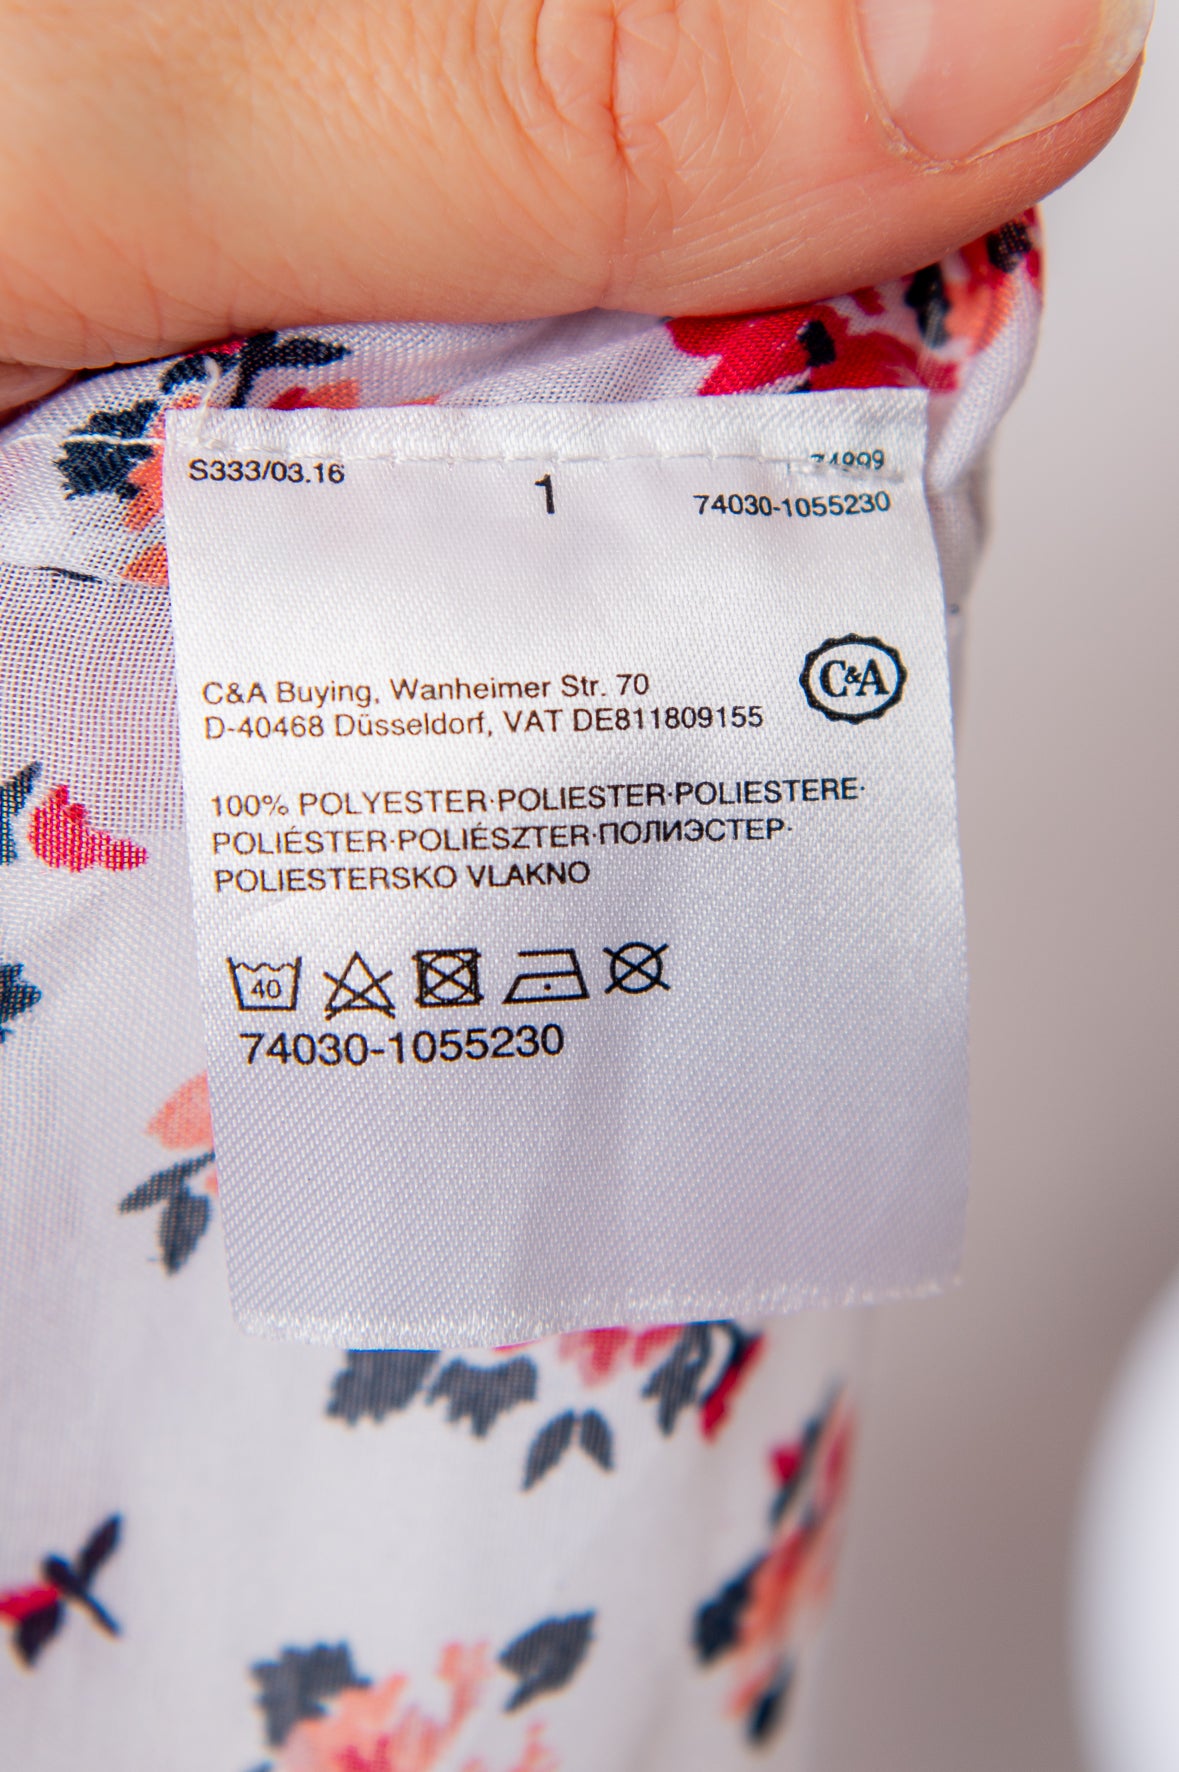 S333/03.16
1
74999
74030-1055230
C&A
C&A Buying, Wanheimer Str. 70
D-40468 Düsseldorf, VAT DE811809155
100% POLYESTER·POLIESTER·POLIESTERE·
POLIÉSTER·POLIÉSZTER·ПОЛИЭСТЕР·
POLIESTERSKO VLAKNO
40
74030-1055230